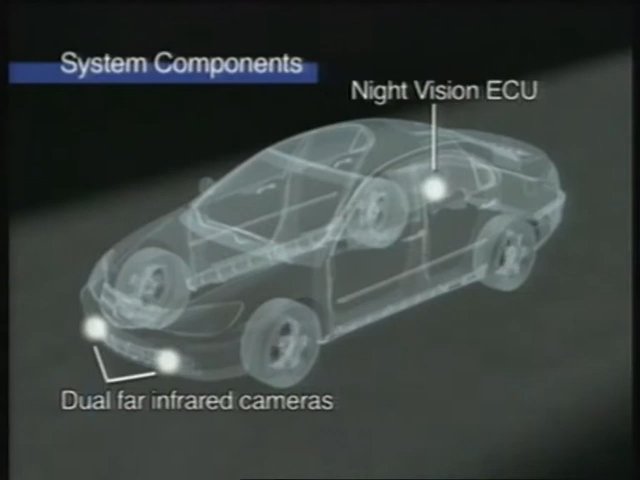 System Components
Night Vision ECU
Dual far infrared cameras